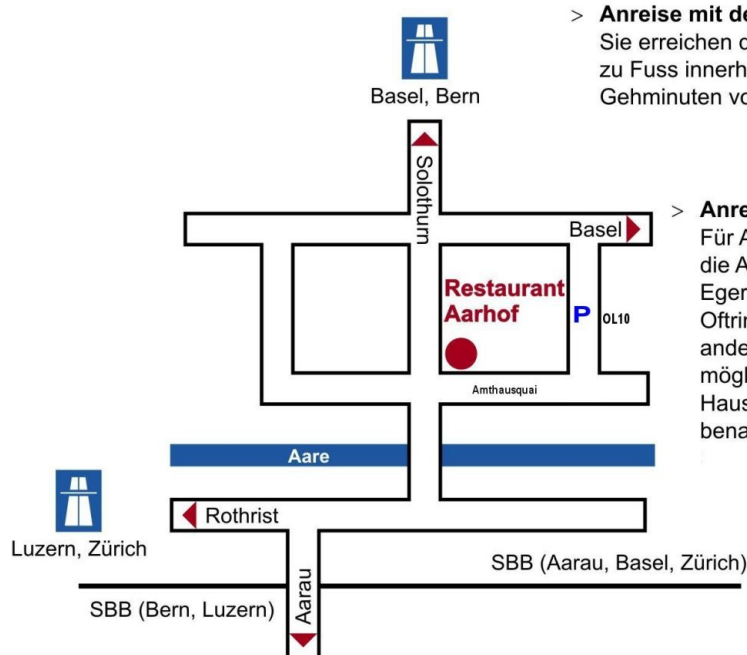 > Anreise mit de
Sie erreichen d
zu Fuss innerh
Gehminuten vo
Basel, Bern
Solothurn
Basel
> Anre
Für A
die A
Eger
Oftrin
ande
mögl
Haus
bena
Restaurant
Aarhof
P
OL10
Amthausquai
Aare
Rothrist
Luzern, Zürich
SBB (Aarau, Basel, Zürich)
SBB (Bern, Luzern)
Aarau